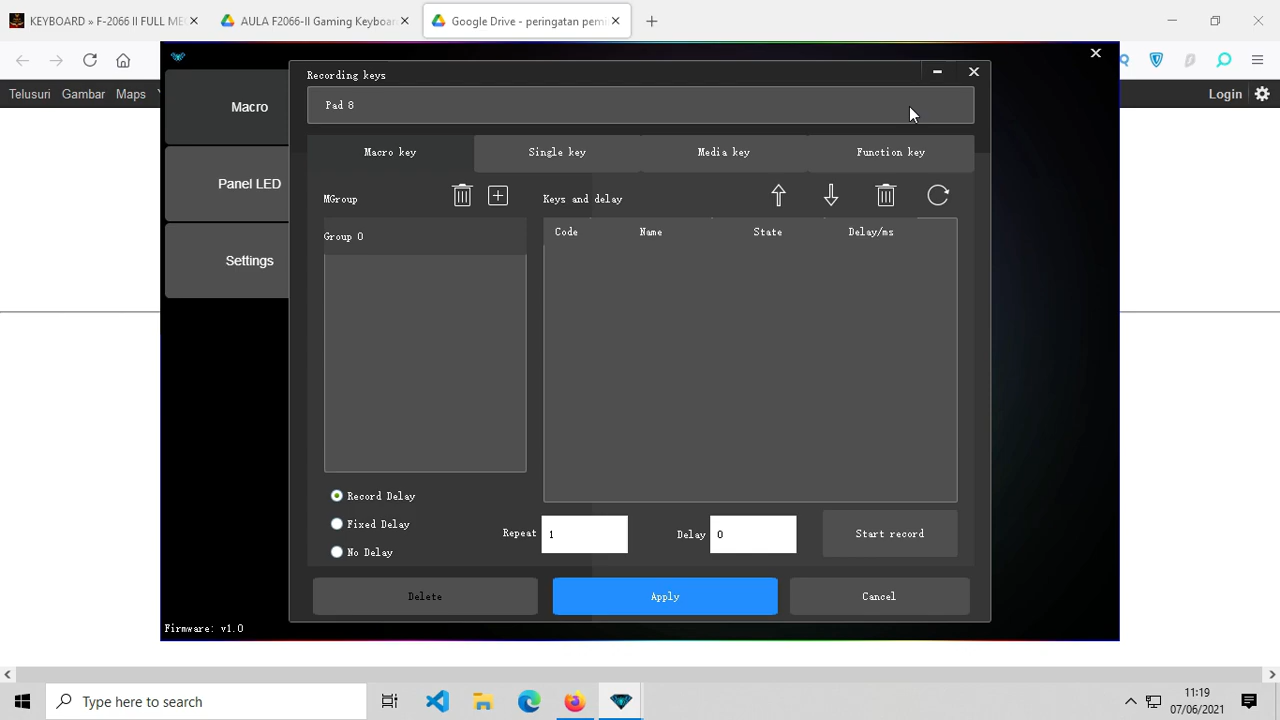 KEYBOARD » F-2066 II FULL ME
AULA F2066-II Gaming Keyboar
Google Drive - peringatan pemi
Telusuri Gambar Maps
Login
Macro
Panel LED
Settings
Firmware: v1.0
Recording keys
Pad 8
Macro key Single key Media key Function key
MGroup
Keys and delay
Group 0
Code Name State Delay/ms
Record Delay
Fixed Delay
No Delay
Repeat 1
Delay 0
Start record
Delete Apply Cancel
Type here to search
11:19
07/06/2021